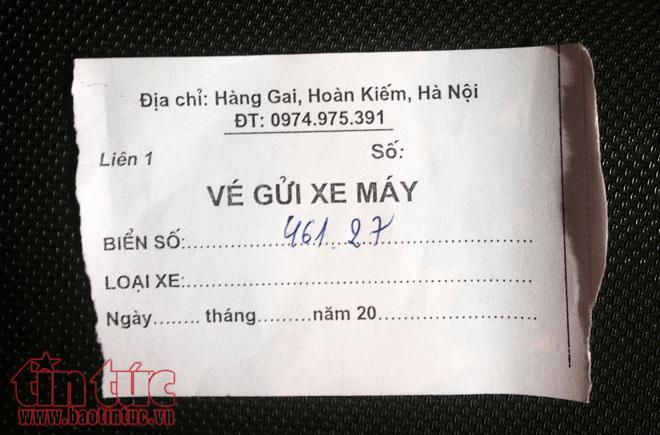 Địa chỉ: Hàng Gai, Hoàn Kiếm, Hà Nội
ĐT: 0974.975.391
Liên 1 Số:
VÉ GỬI XE MÁY
BIỂN SỐ:.........461.27.........
LOẠI XE:..................
Ngày........ tháng.........năm 20.................
tin tức
www.baotintuc.vn